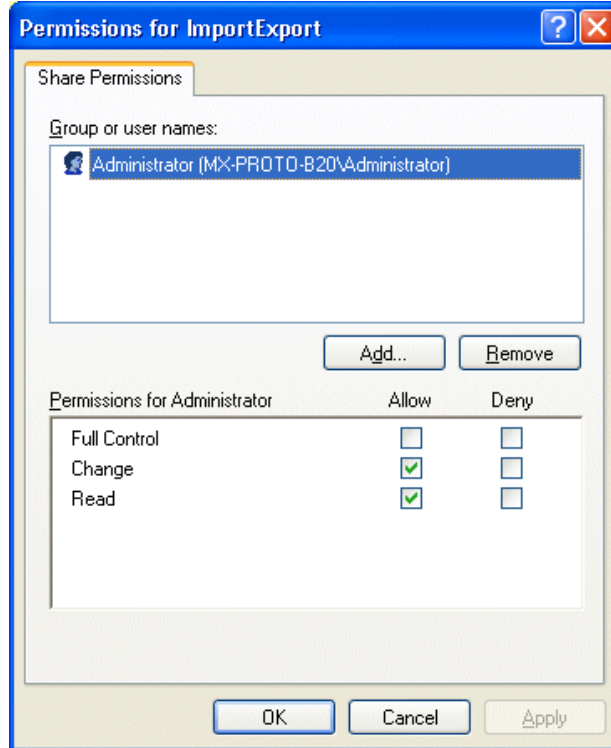 Permissions for ImportExport
Share Permissions
Group or user names:
Administrator (MX-PROTO-B20\Administrator)
Add... Remove
Permissions for Administrator Allow Deny
Full Control
Change
Read
OK Cancel Apply